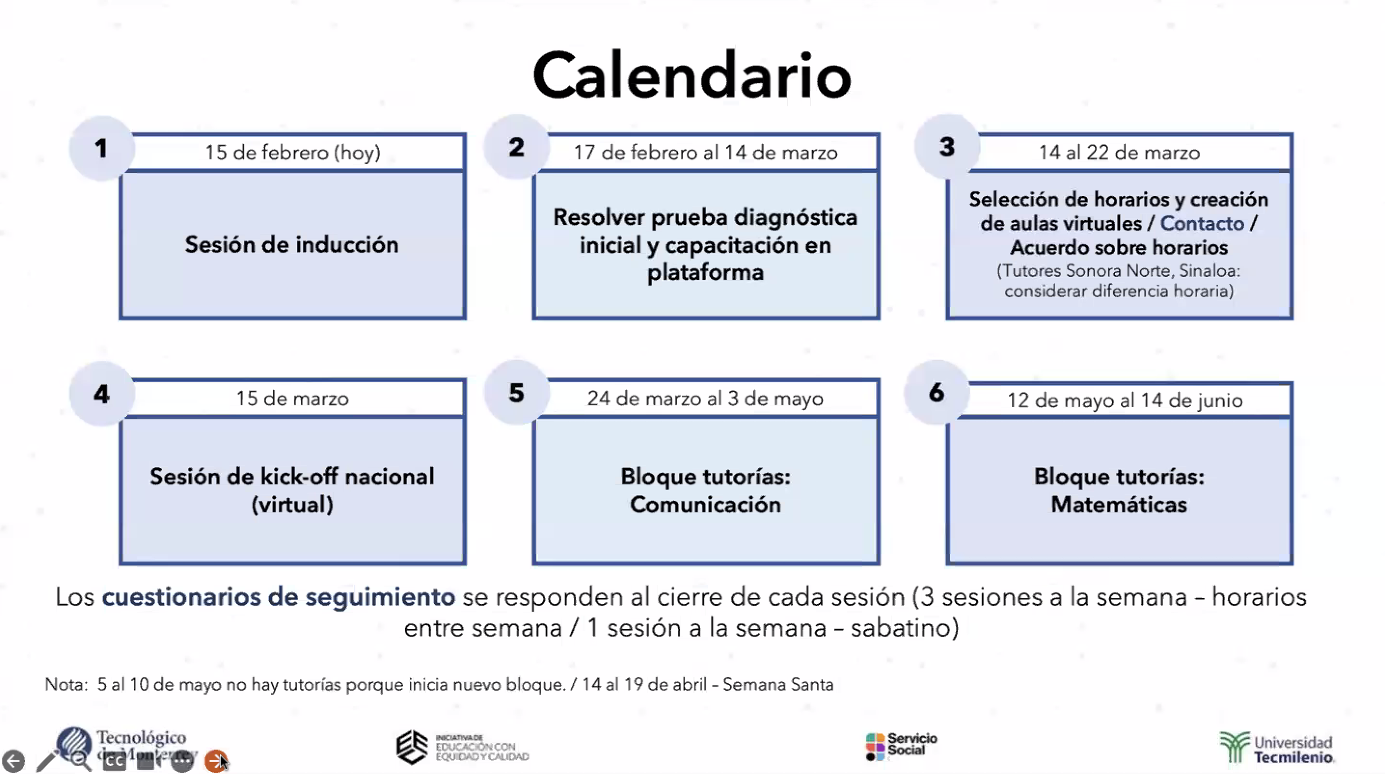 Calendario
1
15 de febrero (hoy)
Sesión de inducción
2
17 de febrero al 14 de marzo
Resolver prueba diagnóstica
inicial y capacitación en
plataforma
3
14 al 22 de marzo
Selección de horarios y creación
de aulas virtuales / Contacto /
Acuerdo sobre horarios
(Tutores Sonora Norte, Sinaloa:
considerar diferencia horaria)
4
15 de marzo
Sesión de kick-off nacional
(virtual)
5
24 de marzo al 3 de mayo
Bloque tutorías:
Comunicación
6
12 de mayo al 14 de junio
Bloque tutorías:
Matemáticas
Los cuestionarios de seguimiento se responden al cierre de cada sesión (3 sesiones a la semana – horarios
entre semana / 1 sesión a la semana – sabatino)
Nota: 5 al 10 de mayo no hay tutorías porque inicia nuevo bloque. / 14 al 19 de abril – Semana Santa
Tecnológico
de Monterrey
INICIATIVA DE
EDUCACIÓN CON
EQUIDAD Y CALIDAD
Servicio
Social
Universidad
Tecmilenio.
CC